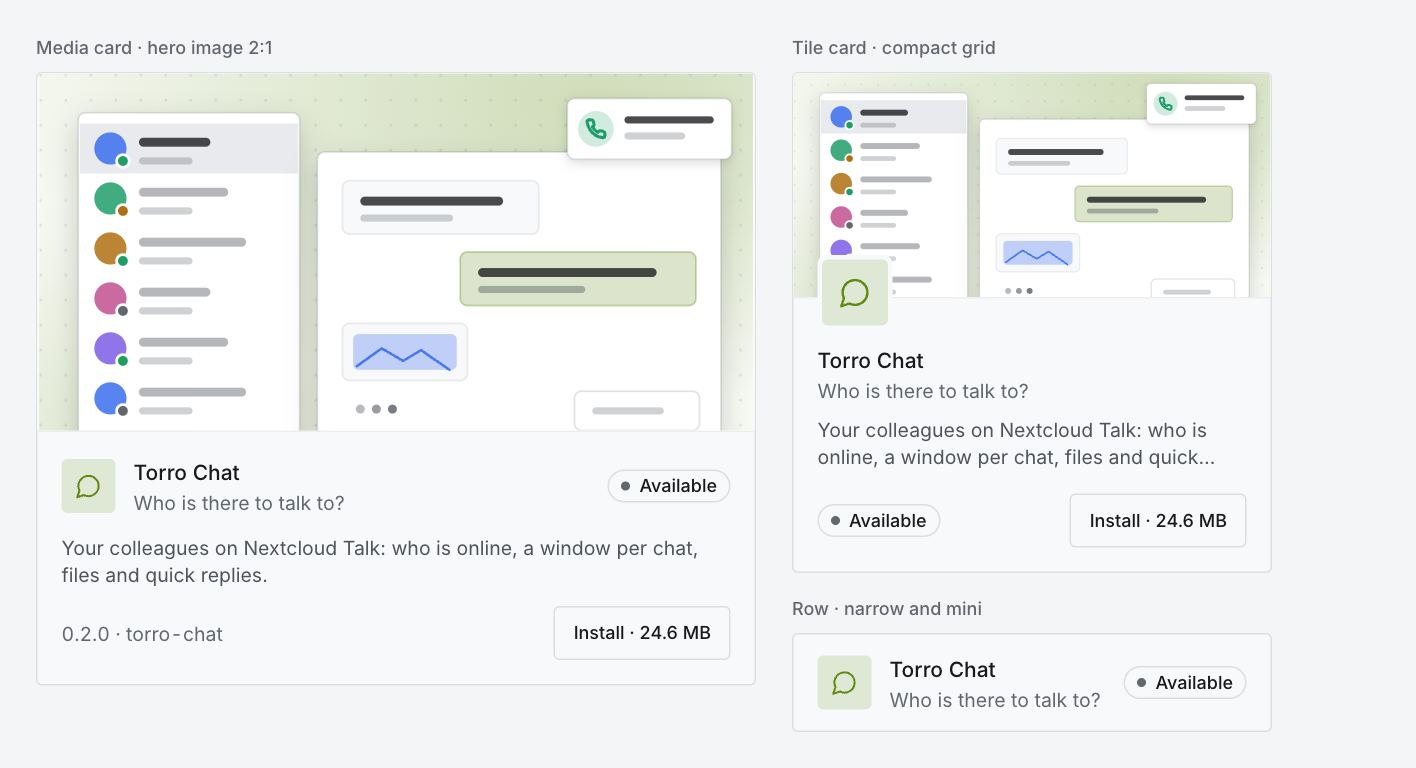 Media card · hero image 2:1
Torro Chat
Who is there to talk to?
Available
Your colleagues on Nextcloud Talk: who is online, a window per chat,
files and quick replies.
0.2.0 · torro-chat
Install · 24.6 MB
Tile card · compact grid
Torro Chat
Who is there to talk to?
Your colleagues on Nextcloud Talk: who is
online, a window per chat, files and quick...
Available
Install · 24.6 MB
Row · narrow and mini
Torro Chat
Who is there to talk to?
Available